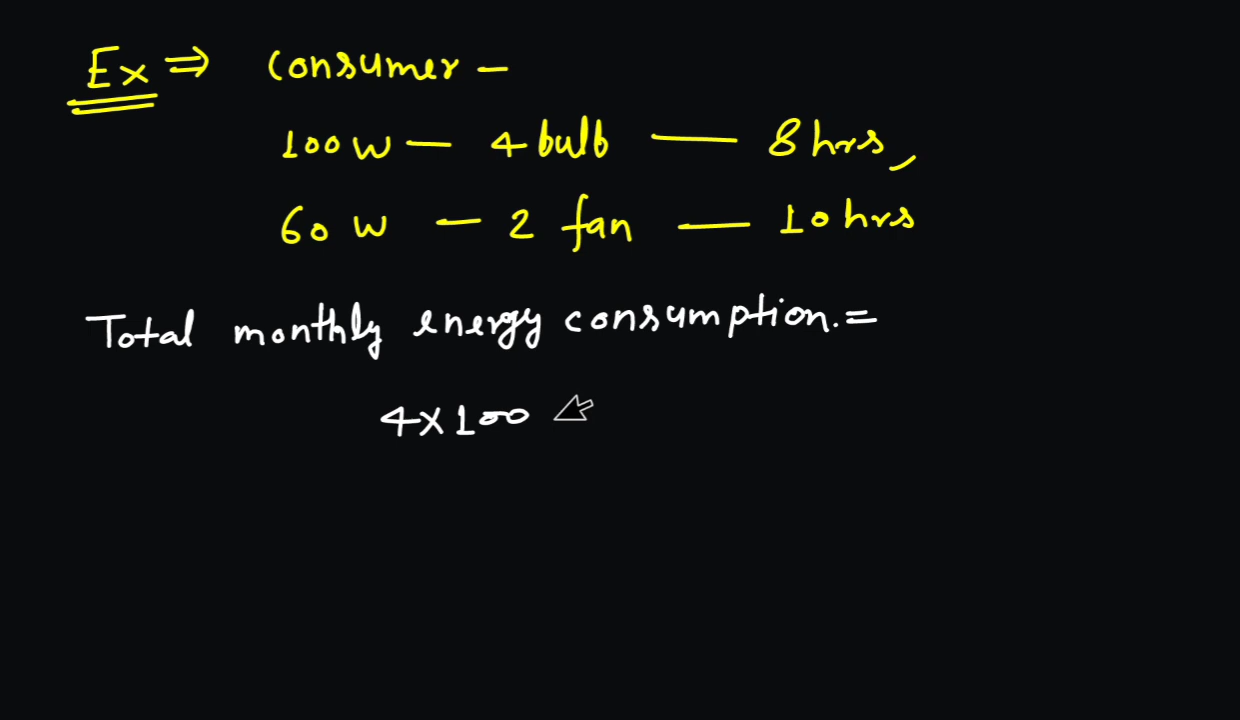 Ex ⇒ Consumer -
100 W - 4 bulb - 8 hrs,
60 W - 2 fan - 10 hrs
Total monthly energy consumption. =
4 x 100